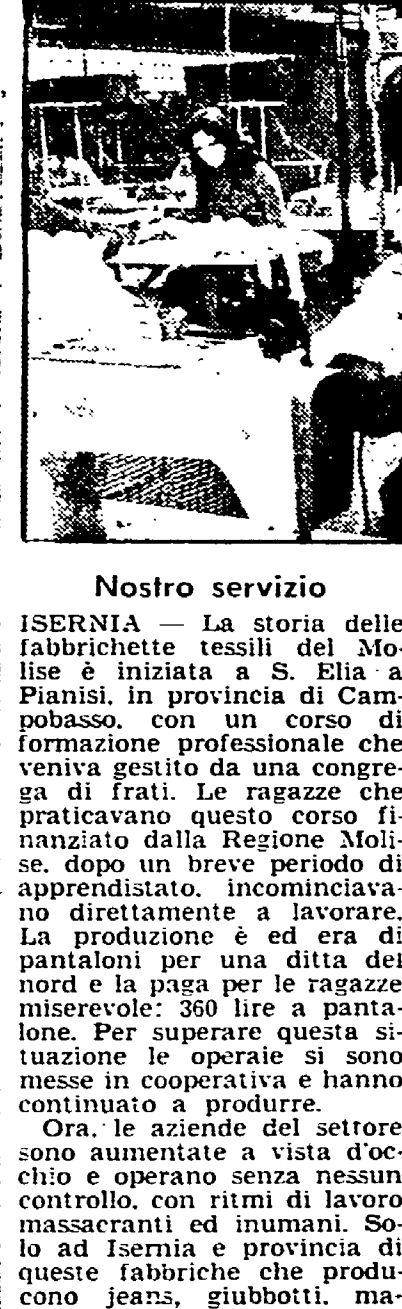 Nostro servizio
ISERNIA — La storia delle
fabbrichette tessili del Mo-
lise è iniziata a S. Elia a
Pianisi, in provincia di Cam-
pobasso, con un corso di
formazione professionale che
veniva gestito da una congre-
ga di frati. Le ragazze che
praticavano questo corso fi-
nanziato dalla Regione Moli-
se, dopo un breve periodo di
apprendistato, incominciava-
no direttamente a lavorare.
La produzione è ed era di
pantaloni per una ditta del
nord e la paga per le ragazze
miserevole: 360 lire a panta-
lone. Per superare questa si-
tuazione le operaie si sono
messe in cooperativa e hanno
continuato a produrre.
Ora, le aziende del settore
sono aumentate a vista d'oc-
chio e operano senza nessun
controllo, con ritmi di lavoro
massacranti ed inumani. So-
lo ad Isernia e provincia di
queste fabbriche che produ-
cono jeans, giubbotti, ma-